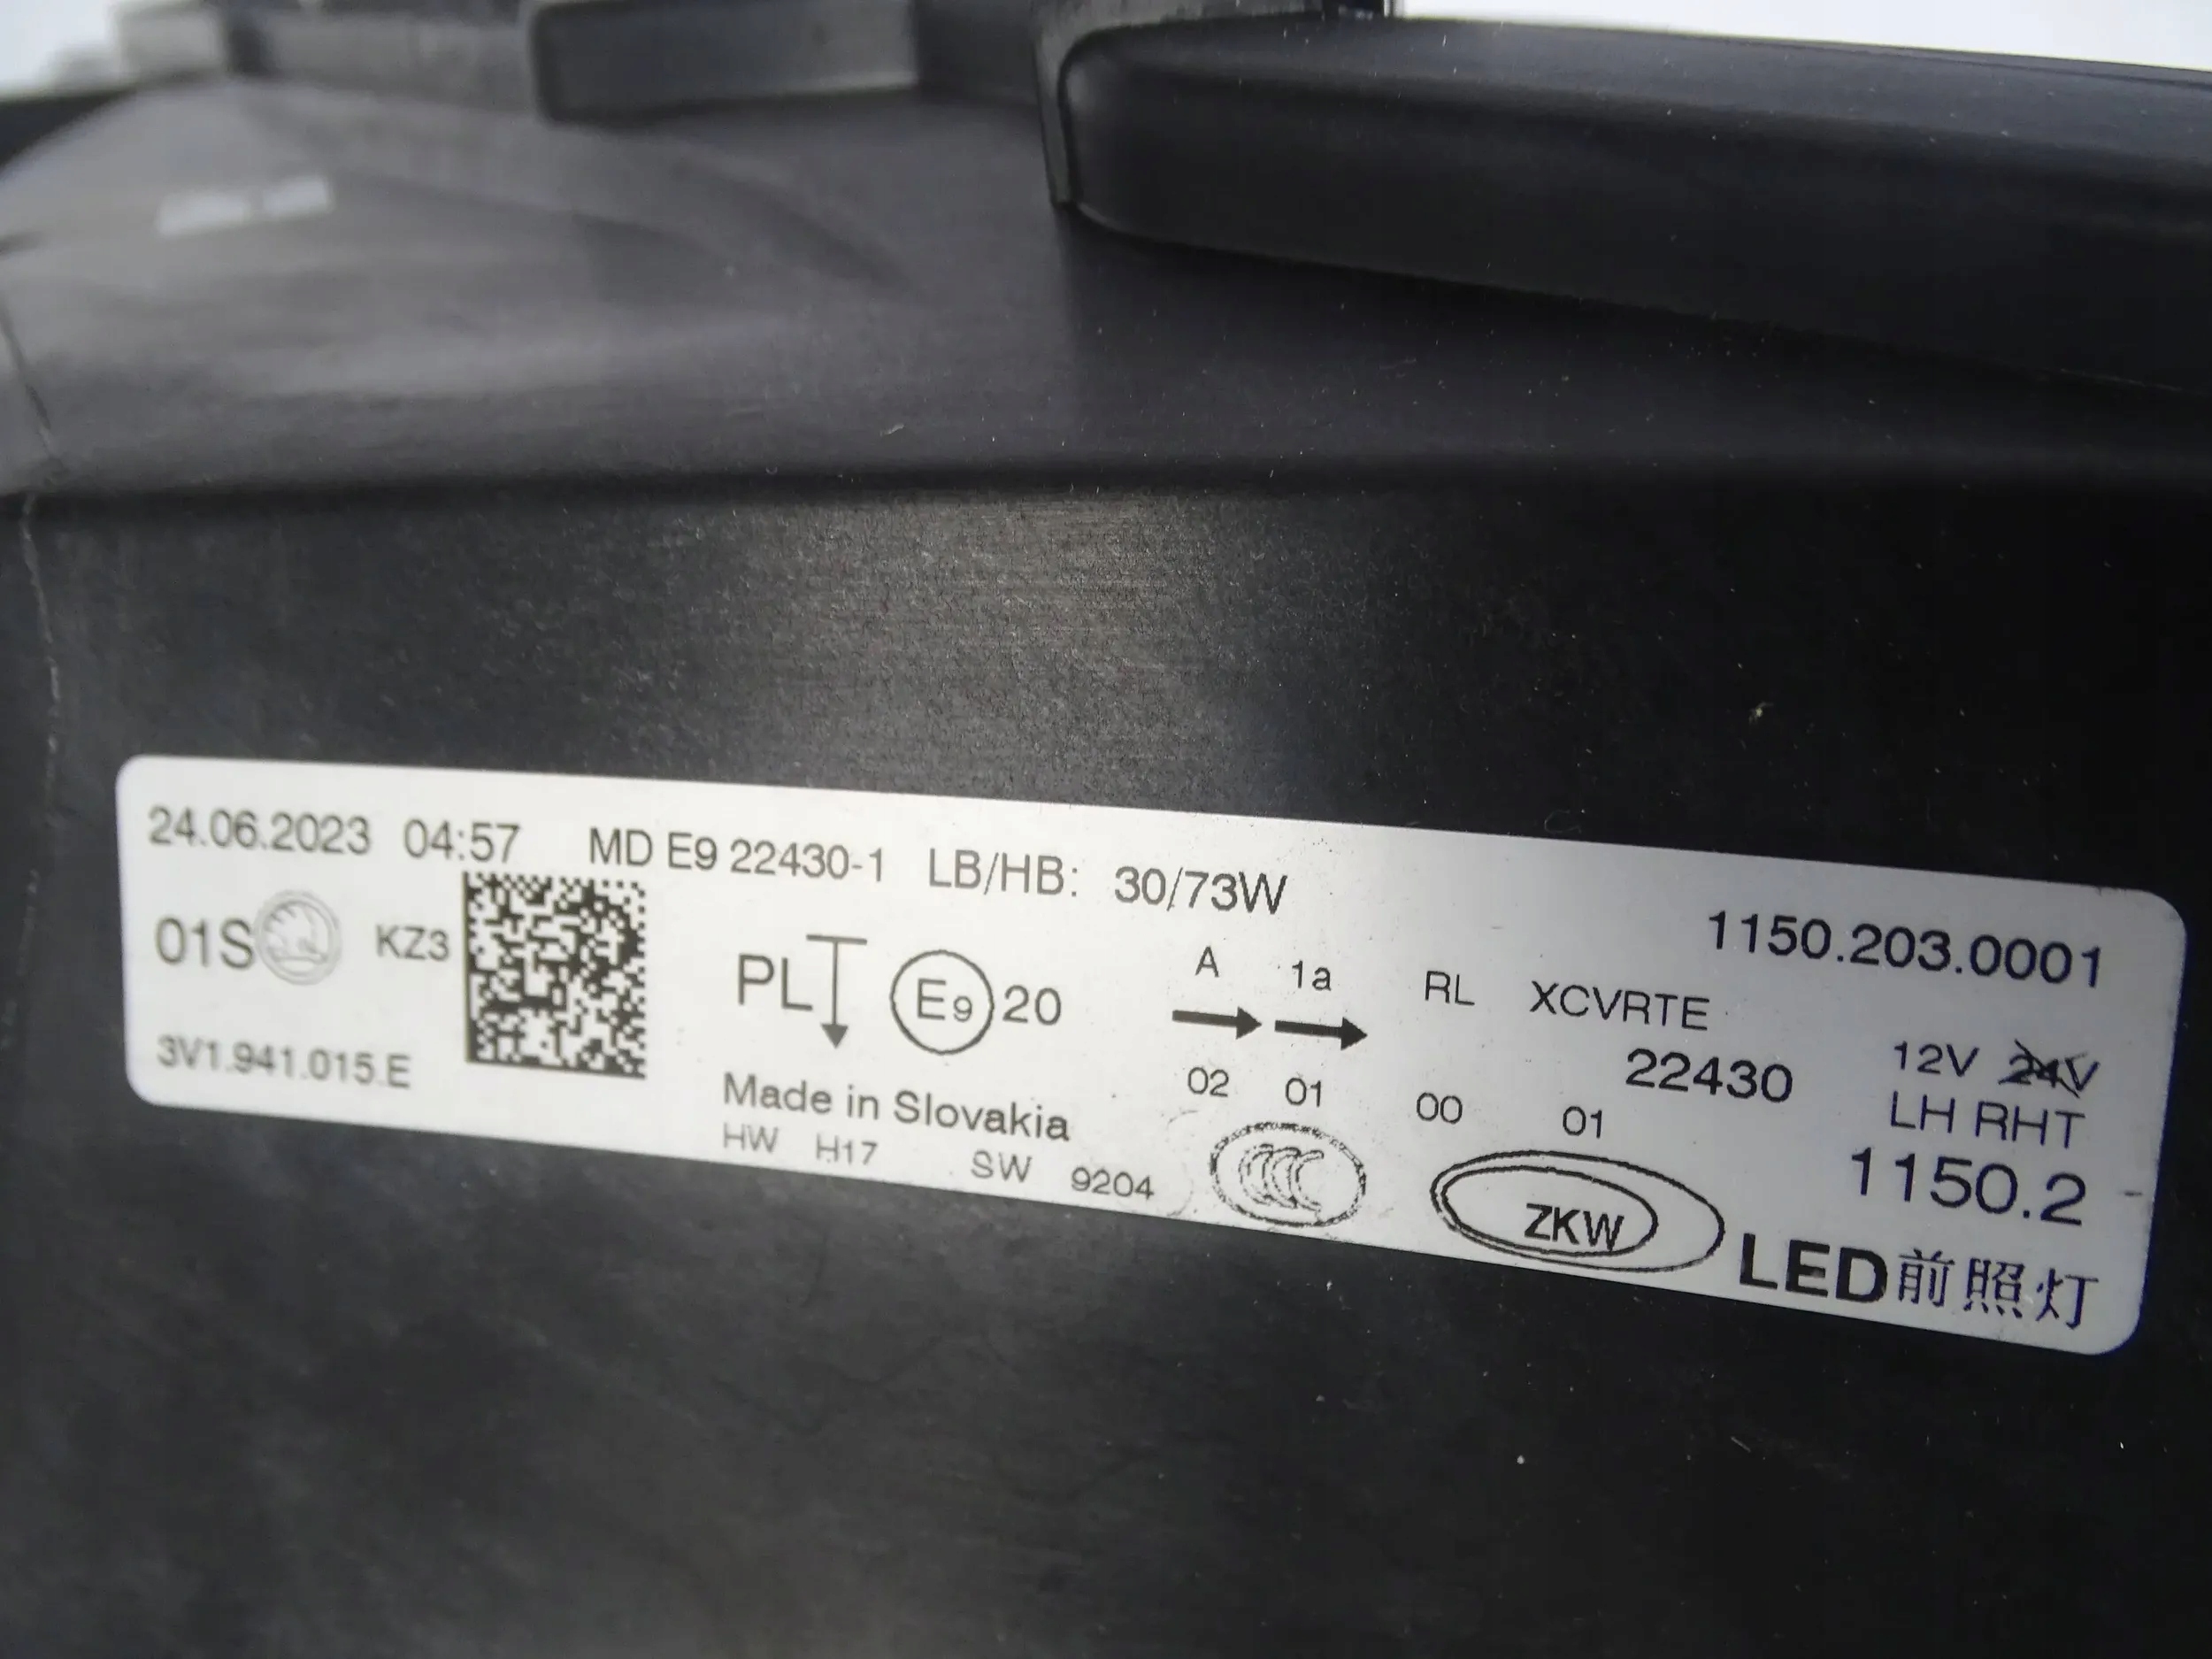 24.06.2023 04:57 MD E9 22430-1 LB/HB: 30/73W
1150.203.0001
01S KZ3
PL E9 20
A 1a RL XCVRTE
22430
12V 24V
02 01 00 01
LH RHT
3V1.941.015.E
Made in Slovakia
1150.2
HW H17 SW 9204
CCC
ZKW
LED前照灯